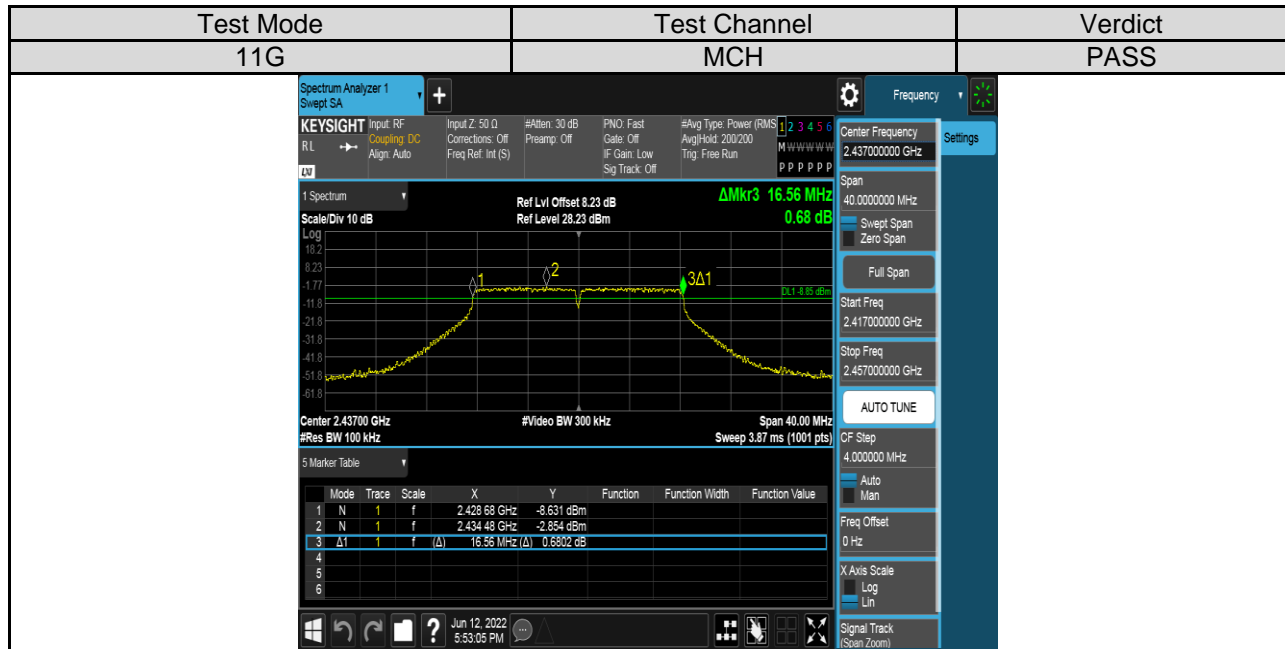 Test Mode Test Channel Verdict
11G MCH PASS
Spectrum Analyzer 1
Swept SA
+
Frequency
KEYSIGHT Input: RF Input Z: 50 Ω #Atten: 30 dB PNO: Fast #Avg Type: Power (RMS 1 2 3 4 5 6
RL Coupling: DC Corrections: Off Preamp: Off Gate: Off Avg|Hold: 200/200 M W W W W W
Align: Auto Freq Ref: Int (S) IF Gain: Low Trig: Free Run
LXI Sig Track: Off P P P P P P
1 Spectrum Ref Lvl Offset 8.23 dB ΔMkr3 16.56 MHz
Scale/Div 10 dB Ref Level 28.23 dBm 0.68 dB
Log
18.2
8.23
-1.77
-11.8
-21.8
-31.8
-41.8
-51.8
-61.8
1
2
3Δ1
DL1 -8.85 dBm
Center 2.43700 GHz #Video BW 300 kHz Span 40.00 MHz
#Res BW 100 kHz Sweep 3.87 ms (1001 pts)
5 Marker Table
Mode Trace Scale X Y Function Function Width Function Value
1 N 1 f 2.428 68 GHz -8.631 dBm
2 N 1 f 2.434 48 GHz -2.854 dBm
3 Δ1 1 f (Δ) 16.56 MHz (Δ) 0.6802 dB
4
5
6
?
Jun 12, 2022
5:53:05 PM
Center Frequency
2.437000000 GHz
Settings
Span
40.0000000 MHz
Swept Span
Zero Span
Full Span
Start Freq
2.417000000 GHz
Stop Freq
2.457000000 GHz
AUTO TUNE
CF Step
4.000000 MHz
Auto
Man
Freq Offset
0 Hz
X Axis Scale
Log
Lin
Signal Track
(Span Zoom)